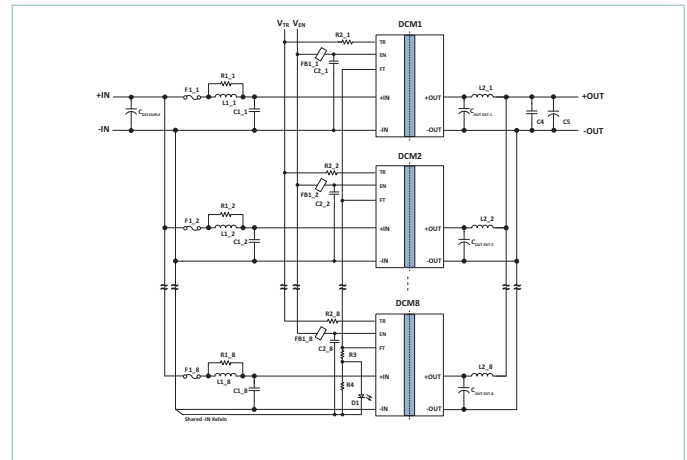 DCM1
VTR VEN
R2_1
TR
EN
FT
FB1_1
C2_1
R1_1
F1_1
L1_1
+IN
C1_1
CDECOUPLE
-IN
+IN
-IN
+OUT
-OUT
L2_1
COUT-EXT-1
C4
C5
+OUT
-OUT
DCM2
R2_2
TR
EN
FT
FB1_2
C2_2
R1_2
F1_2
L1_2
C1_2
+IN
-IN
+OUT
-OUT
L2_2
COUT-EXT-2
DCM8
R2_8
TR
EN
FT
FB1_8
C2_8
R3
R1_8
F1_8
L1_8
C1_8
R4
D1
+IN
-IN
+OUT
-OUT
L2_8
COUT-EXT-8
Shared -IN Kelvin